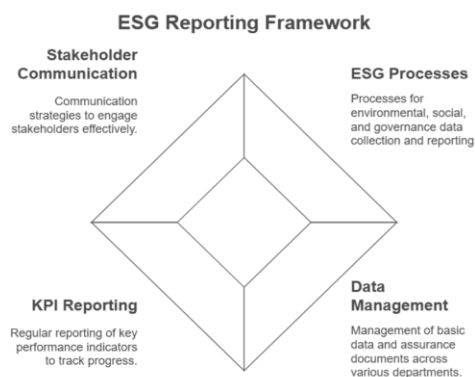 ESG Reporting Framework
Stakeholder
Communication
Communication
strategies to engage
stakeholders effectively.
ESG Processes
Processes for
environmental, social,
and governance data
collection and reporting
KPI Reporting
Regular reporting of key
performance indicators
to track progress.
Data
Management
Management of basic
data and assurance
documents across
various departments.